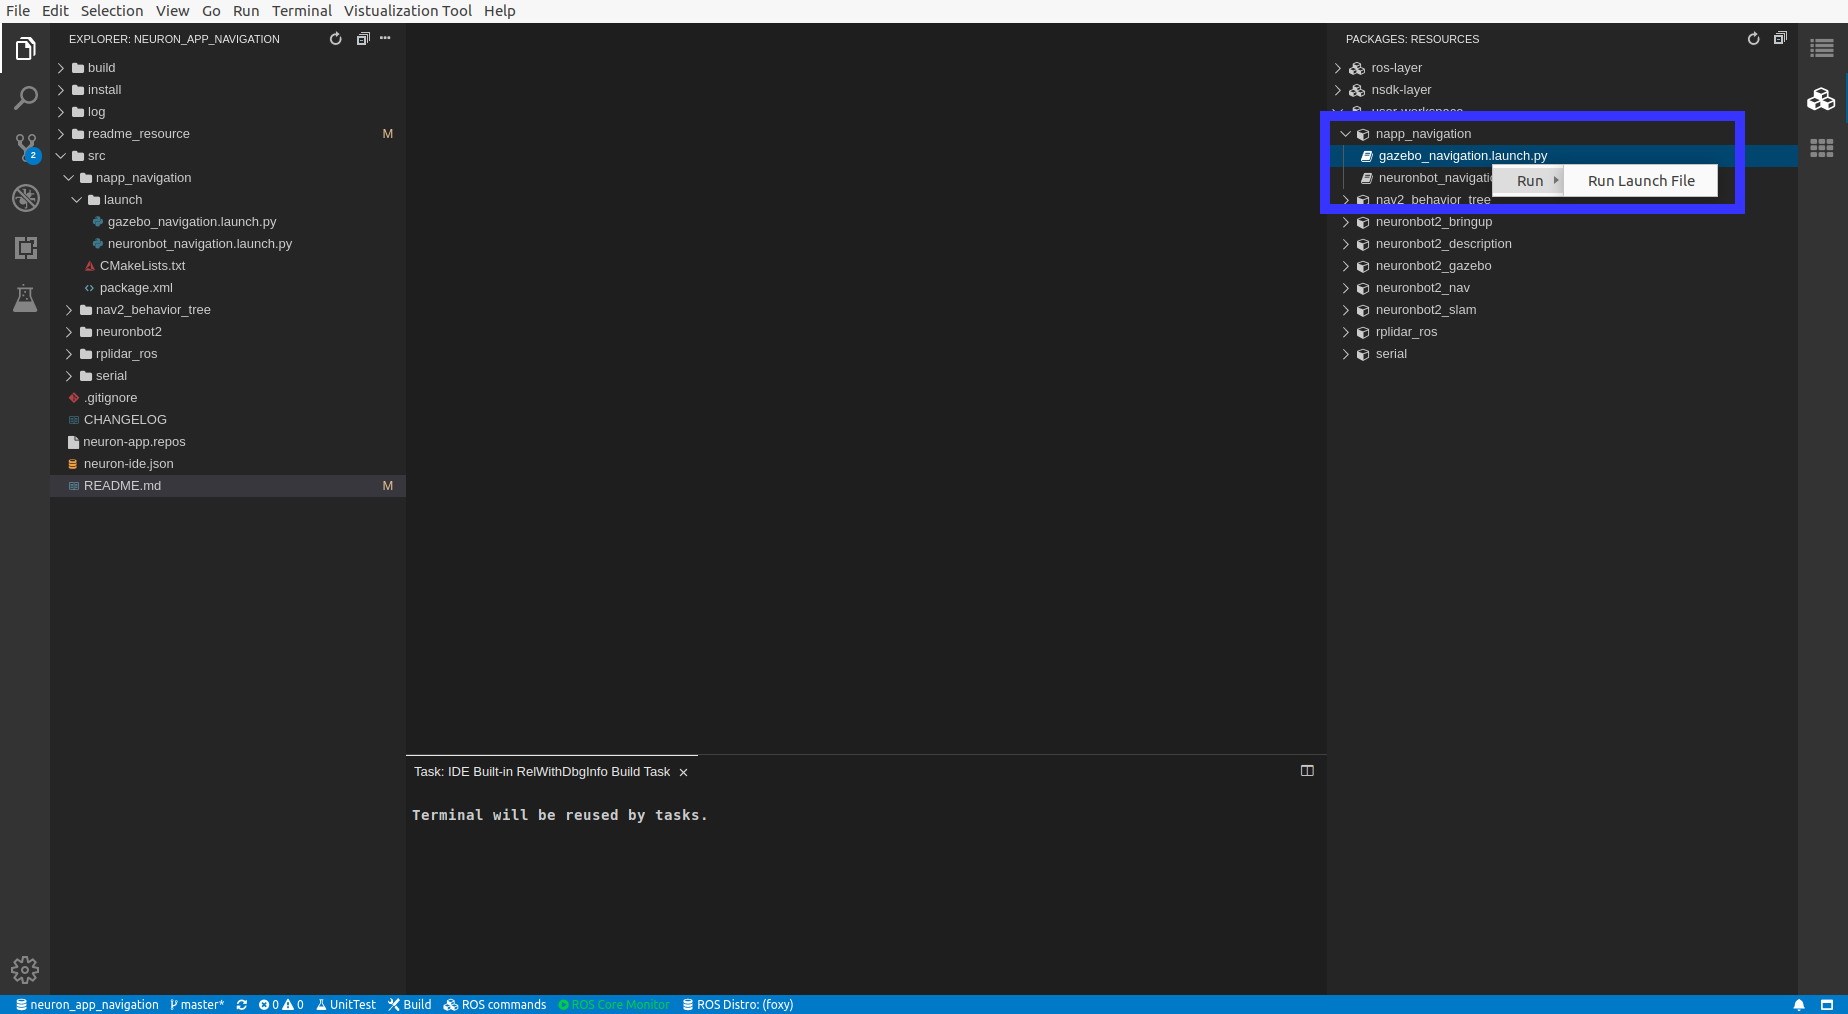 File Edit Selection View Go Run Terminal Vistualization Tool Help
EXPLORER: NEURON_APP_NAVIGATION
build
install
log
readme_resource M
src
napp_navigation
launch
gazebo_navigation.launch.py
neuronbot_navigation.launch.py
CMakeLists.txt
package.xml
nav2_behavior_tree
neuronbot2
rplidar_ros
serial
.gitignore
CHANGELOG
neuron-app.repos
neuron-ide.json
README.md M
2
Task: IDE Built-in RelWithDbgInfo Build Task
Terminal will be reused by tasks.
PACKAGES: RESOURCES
ros-layer
nsdk-layer
user-workspace
napp_navigation
gazebo_navigation.launch.py
neuronbot_navigatio
Run Run Launch File
nav2_behavior_tree
neuronbot2_bringup
neuronbot2_description
neuronbot2_gazebo
neuronbot2_nav
neuronbot2_slam
rplidar_ros
serial
neuron_app_navigation master* 0 0 UnitTest Build ROS commands ROS Core Monitor ROS Distro: (foxy)